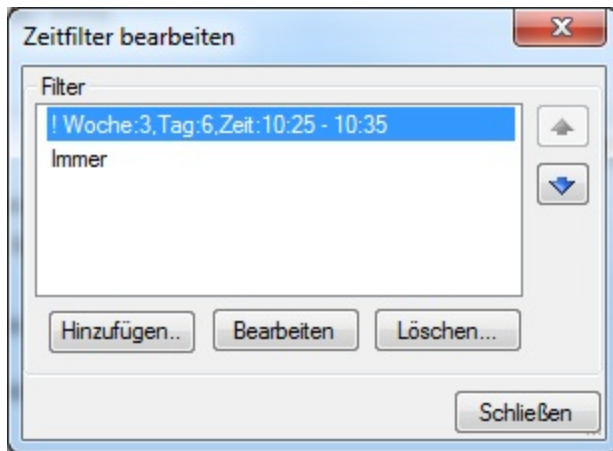 Zeitfilter bearbeiten
Filter
! Woche:3,Tag:6,Zeit:10:25 - 10:35
Immer
Hinzufügen.. Bearbeiten Löschen...
Schließen